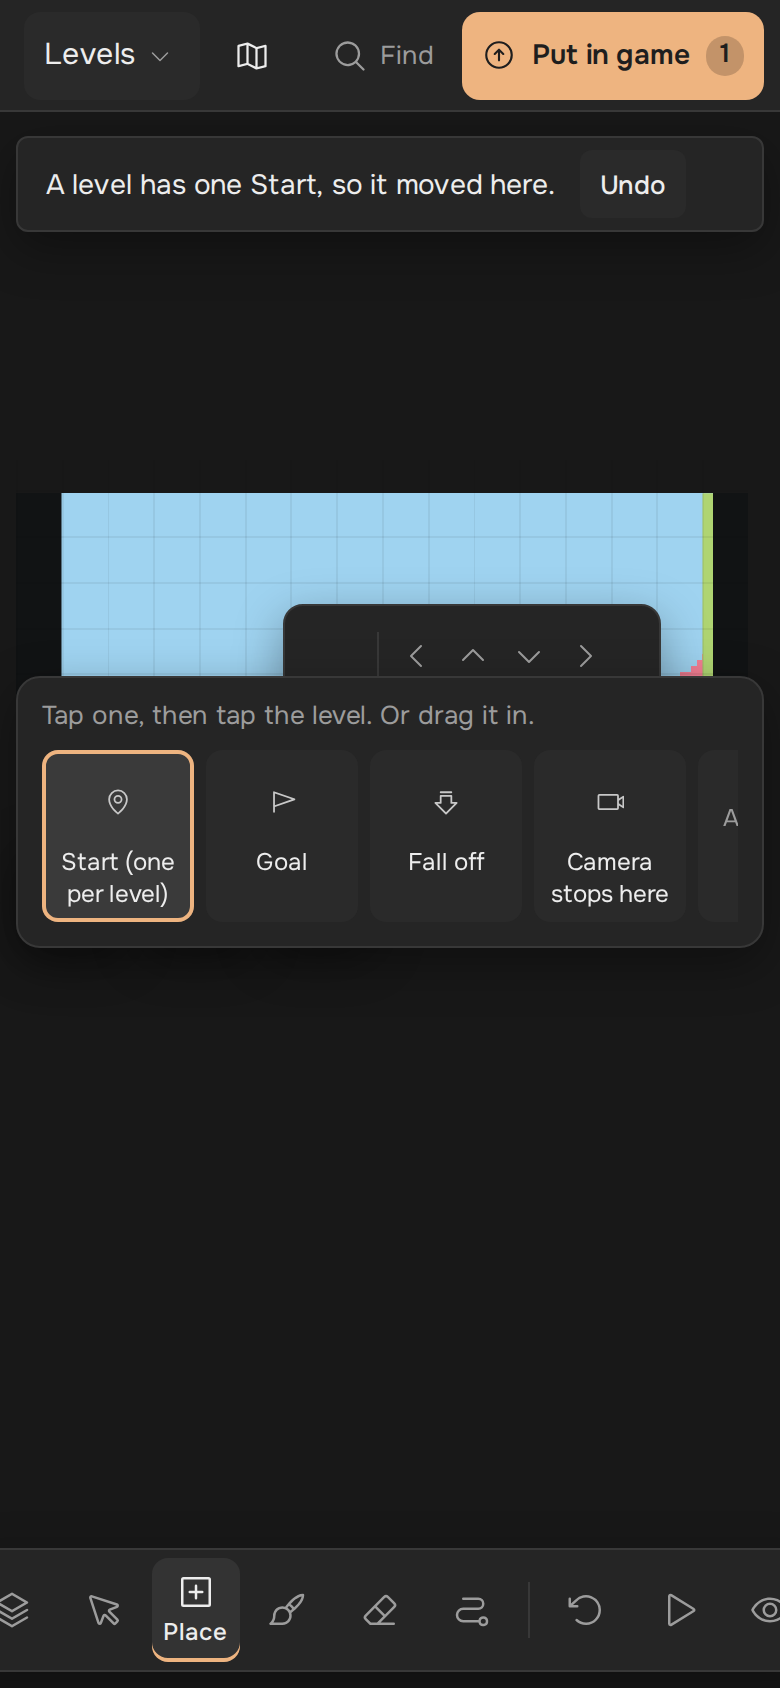 Levels
Find
Put in game
1
A level has one Start, so it moved here.
Undo
Tap one, then tap the level. Or drag it in.
Start (one
per level)
Goal
Fall off
Camera
stops here
A
Place